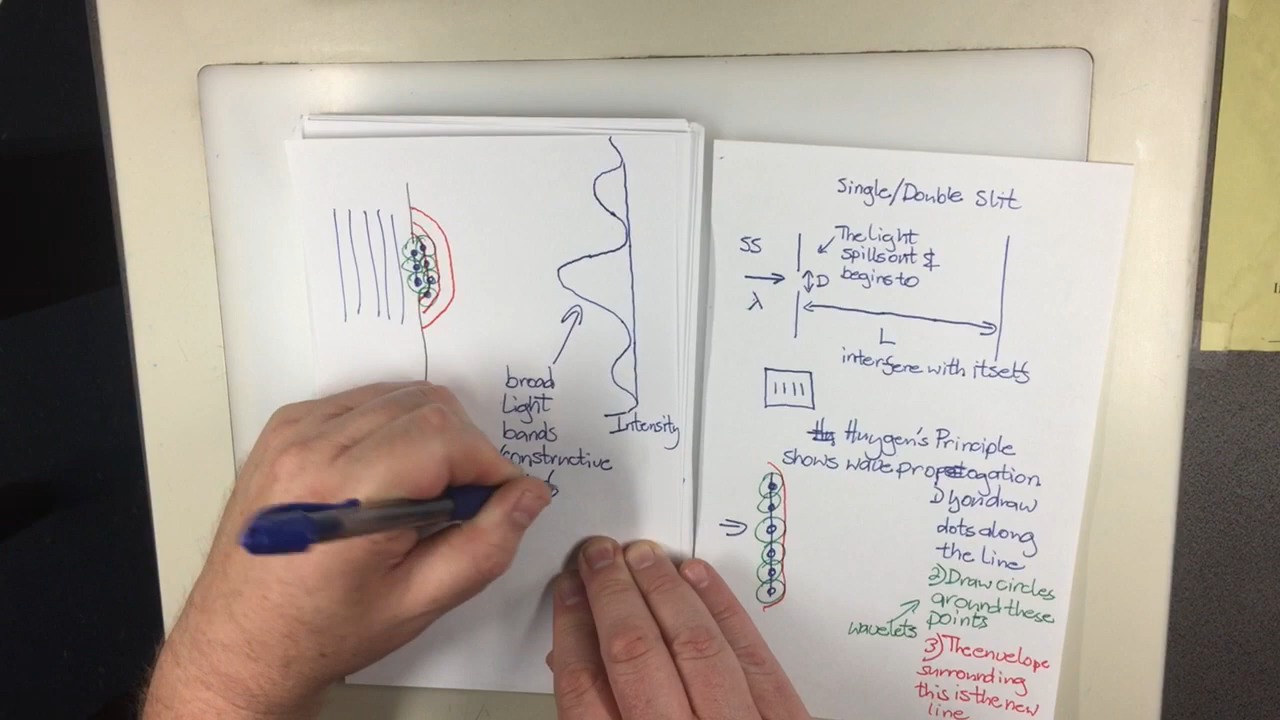 broad
light
bands
constructive
Intensity
Single/Double Slit
SS
λ
The light
spills out &
begins to
D
L
interfere with itself
Huygen's Principle
shows wave propogation
1) you draw
dots along
the line
2) Draw circles
around these
points
wavelets
3) The envelope
surrounding
this is the new
line